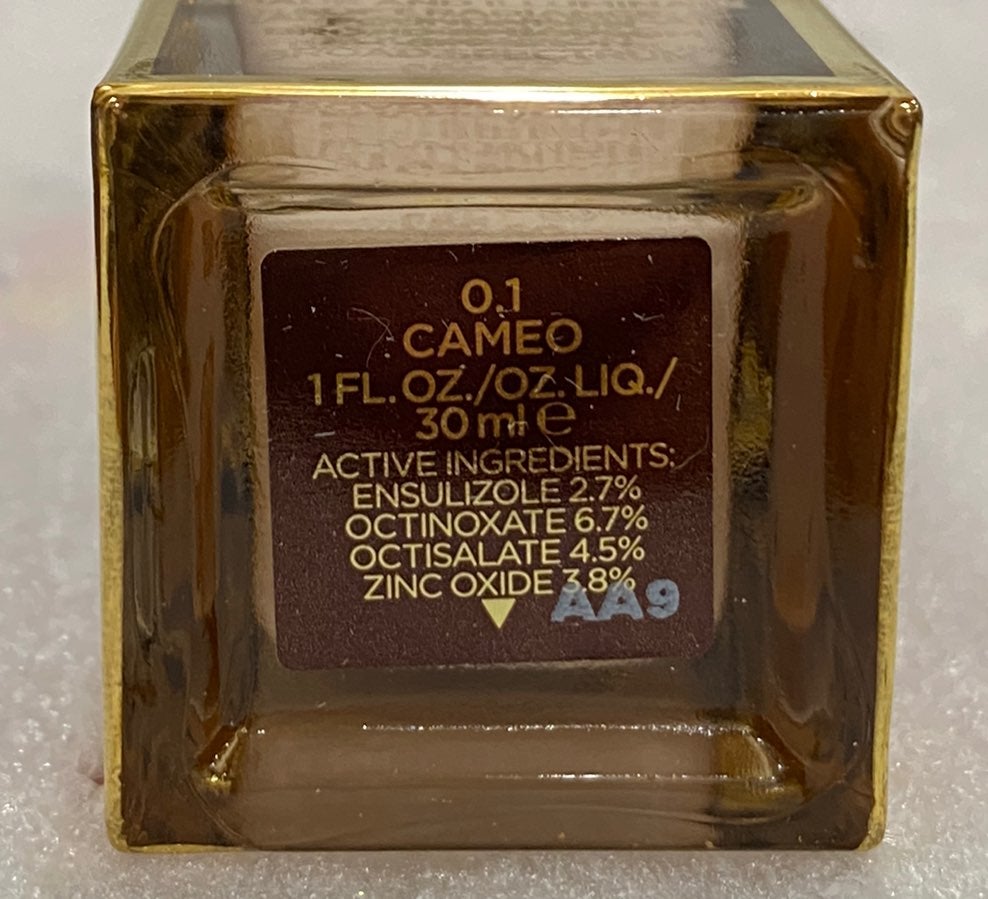 0.1
CAMEO
1 FL. OZ./OZ. LIQ./
30 ml e
ACTIVE INGREDIENTS:
ENSULIZOLE 2.7%
OCTINOXATE 6.7%
OCTISALATE 4.5%
ZINC OXIDE 3.8%
AA9